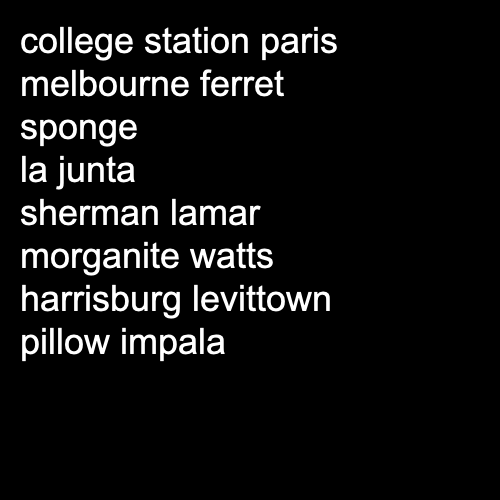 college station paris
melbourne ferret
sponge
la junta
sherman lamar
morganite watts
harrisburg levittown
pillow impala